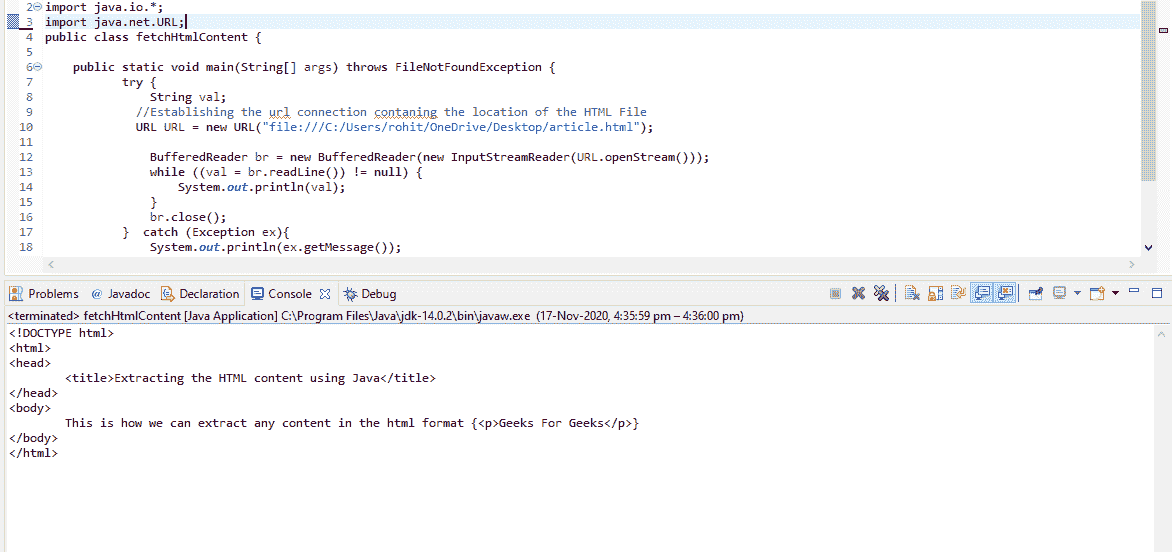 2 import java.io.*;
3 import java.net.URL;
4 public class fetchHtmlContent {
5
6 public static void main(String[] args) throws FileNotFoundException {
7 try {
8 String val;
9 //Establishing the url connection contaning the location of the HTML File
10 URL URL = new URL("file:///C:/Users/rohit/OneDrive/Desktop/article.html");
11
12 BufferedReader br = new BufferedReader(new InputStreamReader(URL.openStream()));
13 while ((val = br.readLine()) != null) {
14 System.out.println(val);
15 }
16 br.close();
17 } catch (Exception ex){
18 System.out.println(ex.getMessage());
Problems @ Javadoc Declaration Console Debug
<terminated> fetchHtmlContent [Java Application] C:\Program Files\Java\jdk-14.0.2\bin\javaw.exe (17-Nov-2020, 4:35:59 pm – 4:36:00 pm)
<!DOCTYPE html>
<html>
<head>
<title>Extracting the HTML content using Java</title>
</head>
<body>
This is how we can extract any content in the html format {<p>Geeks For Geeks</p>}
</body>
</html>